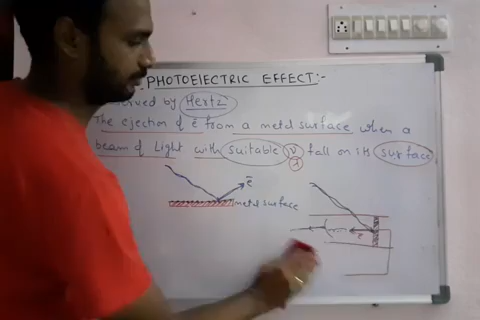 PHOTOELECTRIC EFFECT:-
by Hertz
The ejection of ē from a metal surface when a
beam of Light with suitable ν fall on its surface
λ
ē
metal surface
e